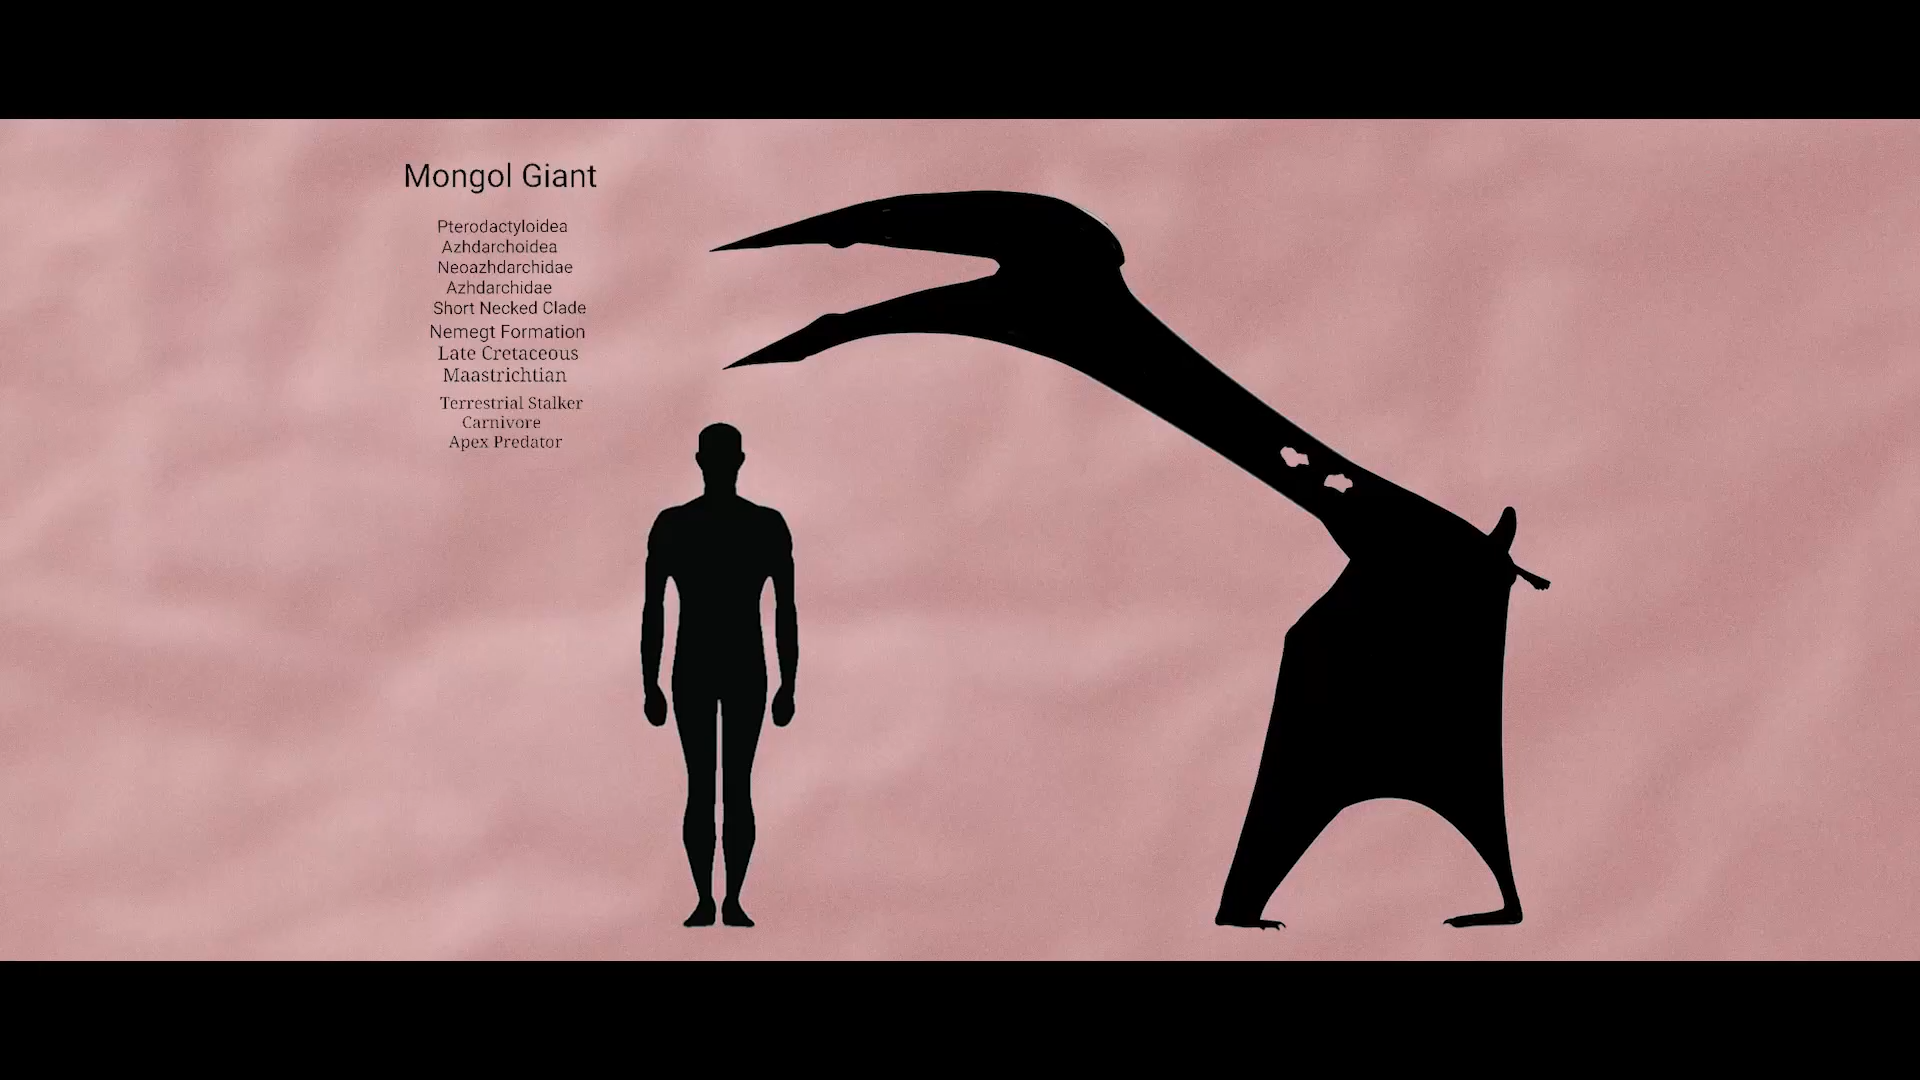 Mongol Giant
Pterodactyloidea
Azhdarchoidea
Neoazhdarchidae
Azhdarchidae
Short Necked Clade
Nemegt Formation
Late Cretaceous
Maastrichtian
Terrestrial Stalker
Carnivore
Apex Predator